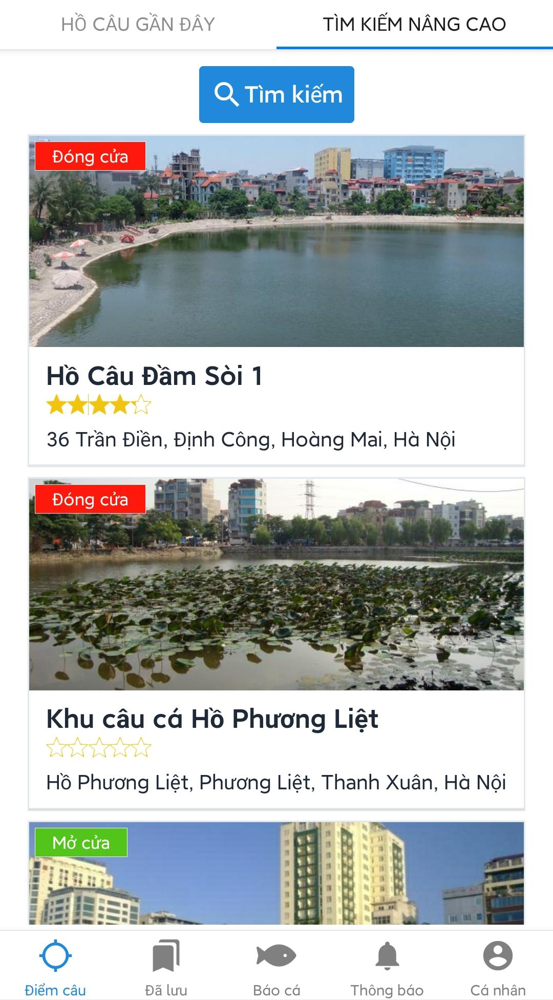 HỒ CÂU GẦN ĐÂY
TÌM KIẾM NÂNG CAO
Tìm kiếm
Đóng cửa
Hồ Câu Đầm Sòi 1
36 Trần Điền, Định Công, Hoàng Mai, Hà Nội
Đóng cửa
Khu câu cá Hồ Phương Liệt
Hồ Phương Liệt, Phương Liệt, Thanh Xuân, Hà Nội
Mở cửa
Điểm câu
Đã lưu
Báo cá
Thông báo
Cá nhân